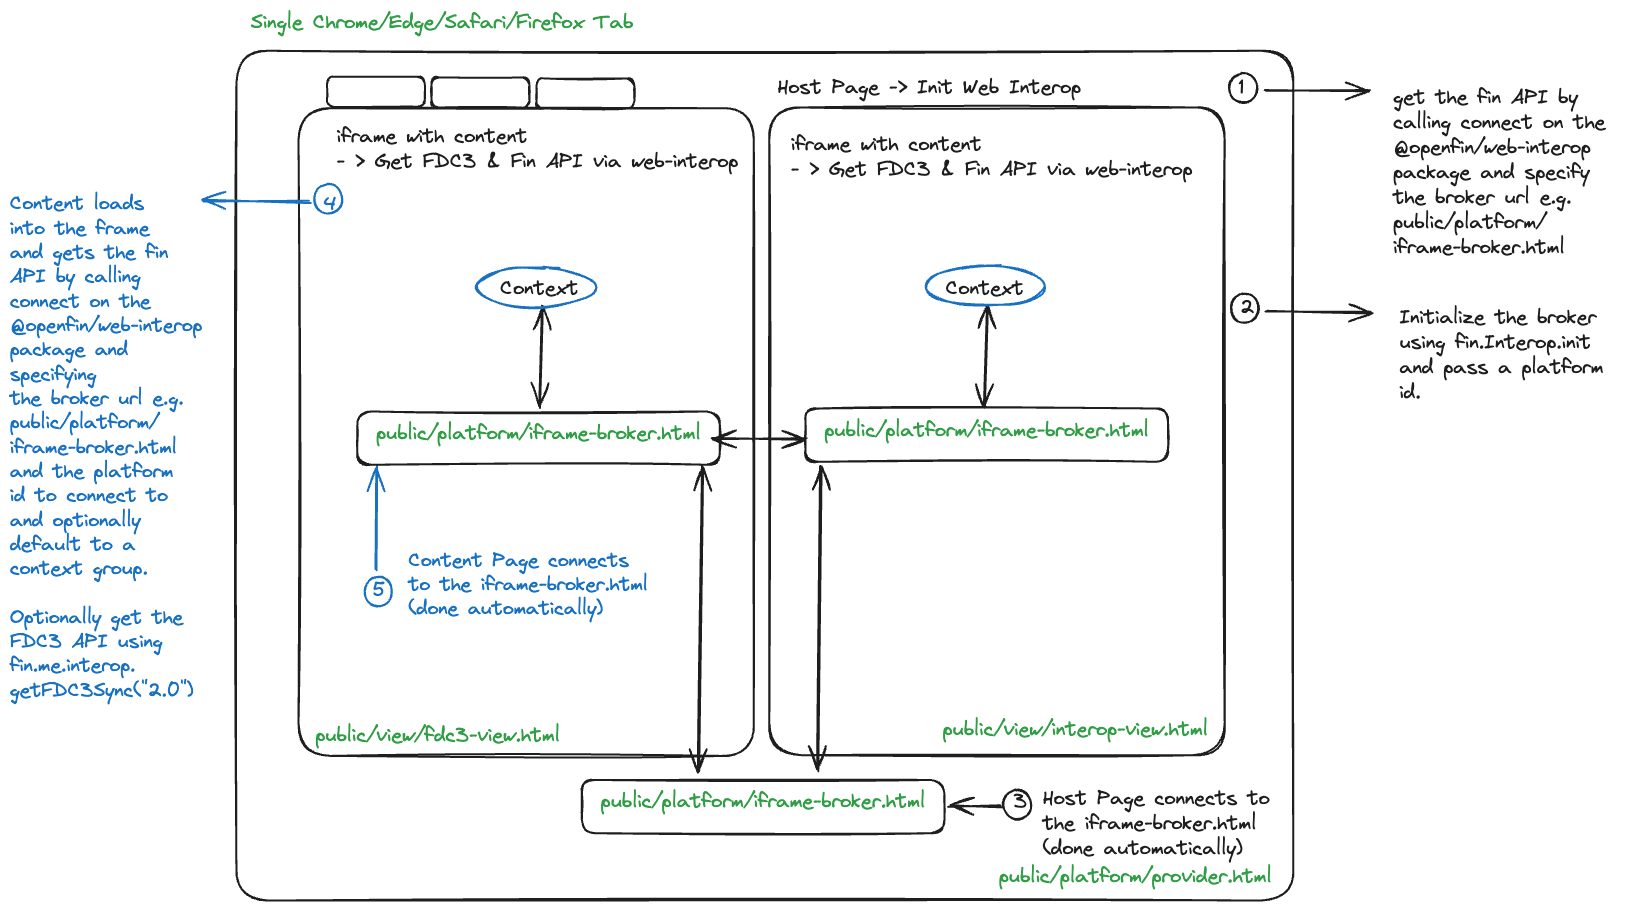 Single Chrome/Edge/Safari/Firefox Tab
Host Page -> Init Web Interop
1
get the fin API by
calling connect on the
@openfin/web-interop
package and specify
the broker url e.g.
public/platform/
iframe-broker.html
iframe with content
- > Get FDC3 & Fin API via web-interop
iframe with content
- > Get FDC3 & Fin API via web-interop
4
Content loads
into the frame
and gets the fin
API by calling
connect on the
@openfin/web-interop
package and
specifying
the broker url e.g.
public/platform/
iframe-broker.html
and the platform
id to connect to
and optionally
default to a
context group.
Optionally get the
FDC3 API using
fin.me.interop.
getFDC3Sync("2.0")
Context
Context
2
Initialize the broker
using fin.Interop.init
and pass a platform
id.
public/platform/iframe-broker.html
public/platform/iframe-broker.html
5
Content Page connects
to the iframe-broker.html
(done automatically)
public/view/fdc3-view.html
public/view/interop-view.html
public/platform/iframe-broker.html
3
Host Page connects to
the iframe-broker.html
(done automatically)
public/platform/provider.html